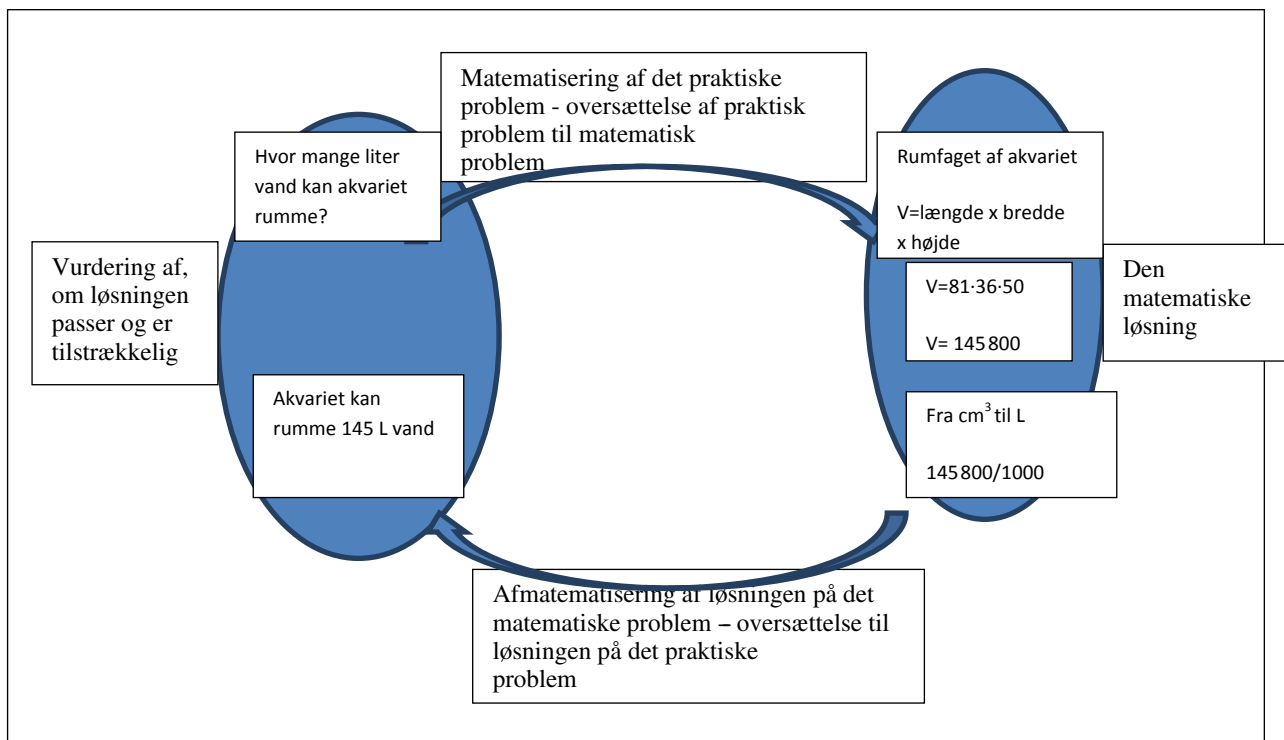 Matematisering af det praktiske
problem - oversættelse af praktisk
problem til matematisk
problem
Hvor mange liter
vand kan akvariet
rumme?
Rumfaget af akvariet
V=længde x bredde
x højde
Vurdering af,
om løsningen
passer og er
tilstrækkelig
V=81·36·50
V= 145 800
Den
matematiske
løsning
Akvariet kan
rumme 145 L vand
Fra cm³ til L
145 800/1000
Afmatematisering af løsningen på det
matematiske problem – oversættelse til
løsningen på det praktiske
problem